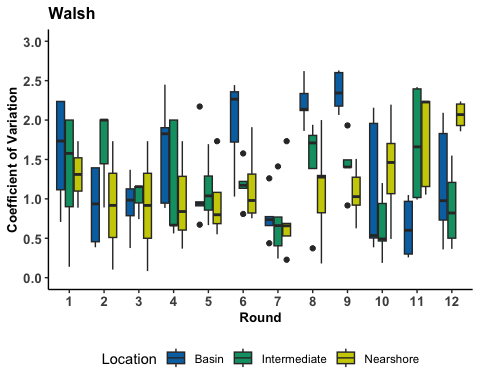 Walsh
Coefficient of Variation
3.0
2.5
2.0
1.5
1.0
0.5
0.0
1 2 3 4 5 6 7 8 9 10 11 12
Round
Location Basin Intermediate Nearshore